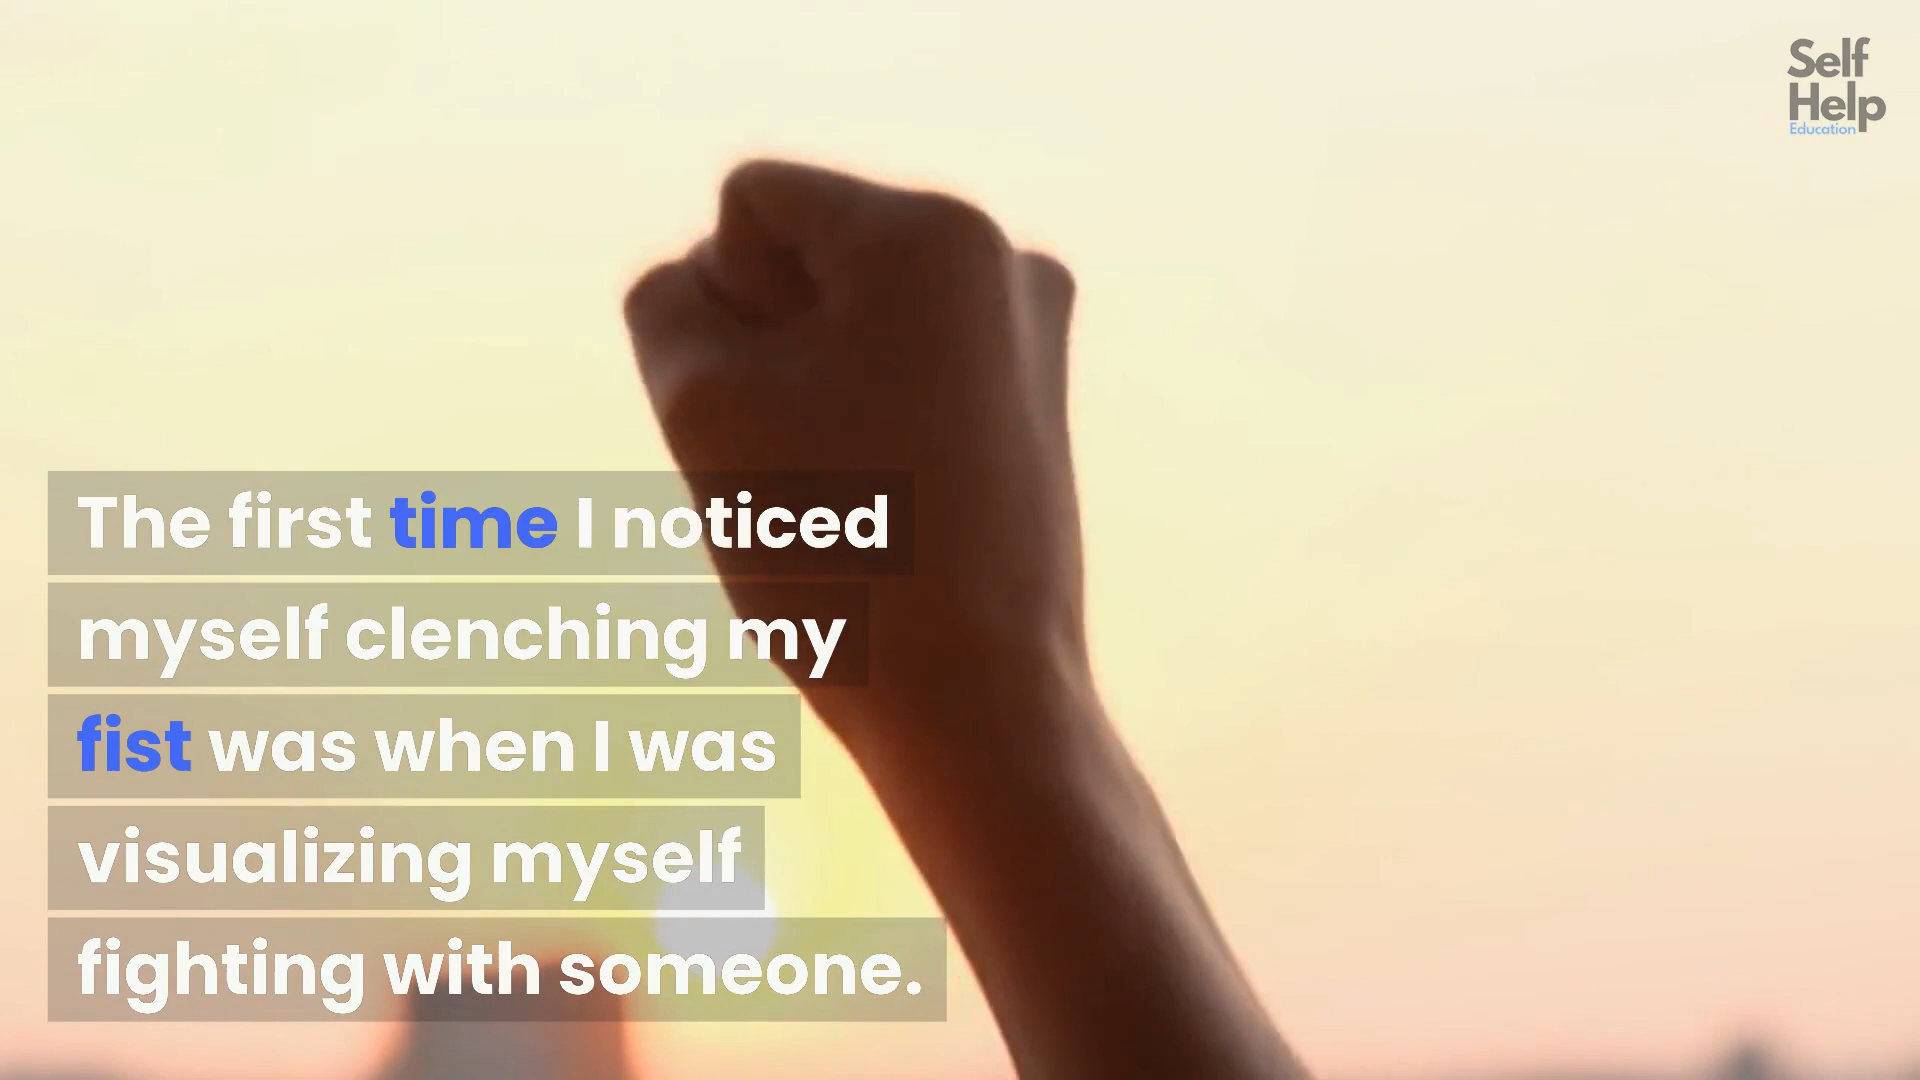 Self
Help
Education
The first time I noticed
myself clenching my
fist was when I was
visualizing myself
fighting with someone.